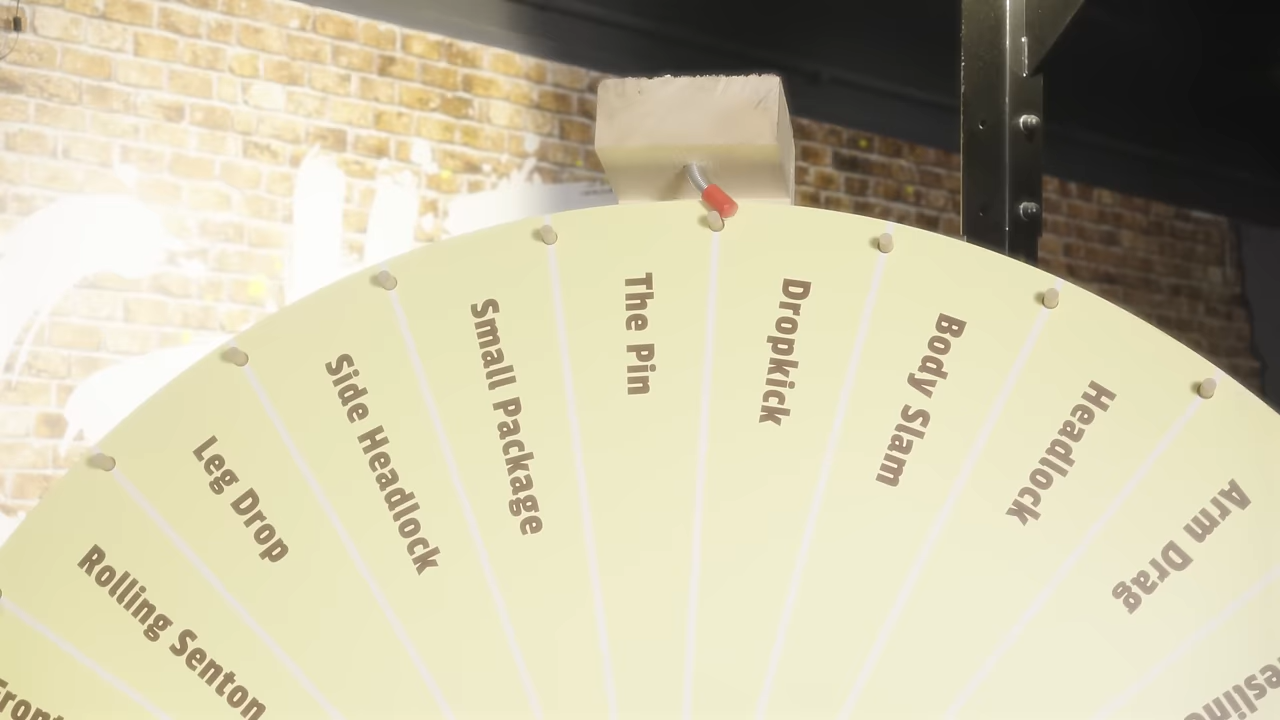 Rolling Senton
Leg Drop
Side Headlock
Small Package
The Pin
Dropkick
Body Slam
Headlock
Arm Drag